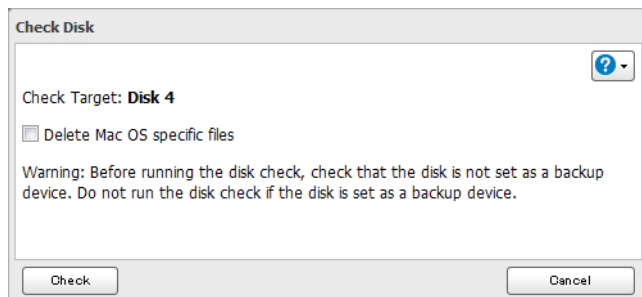 Check Disk
?
Check Target: Disk 4
Delete Mac OS specific files
Warning: Before running the disk check, check that the disk is not set as a backup
device. Do not run the disk check if the disk is set as a backup device.
Check
Cancel